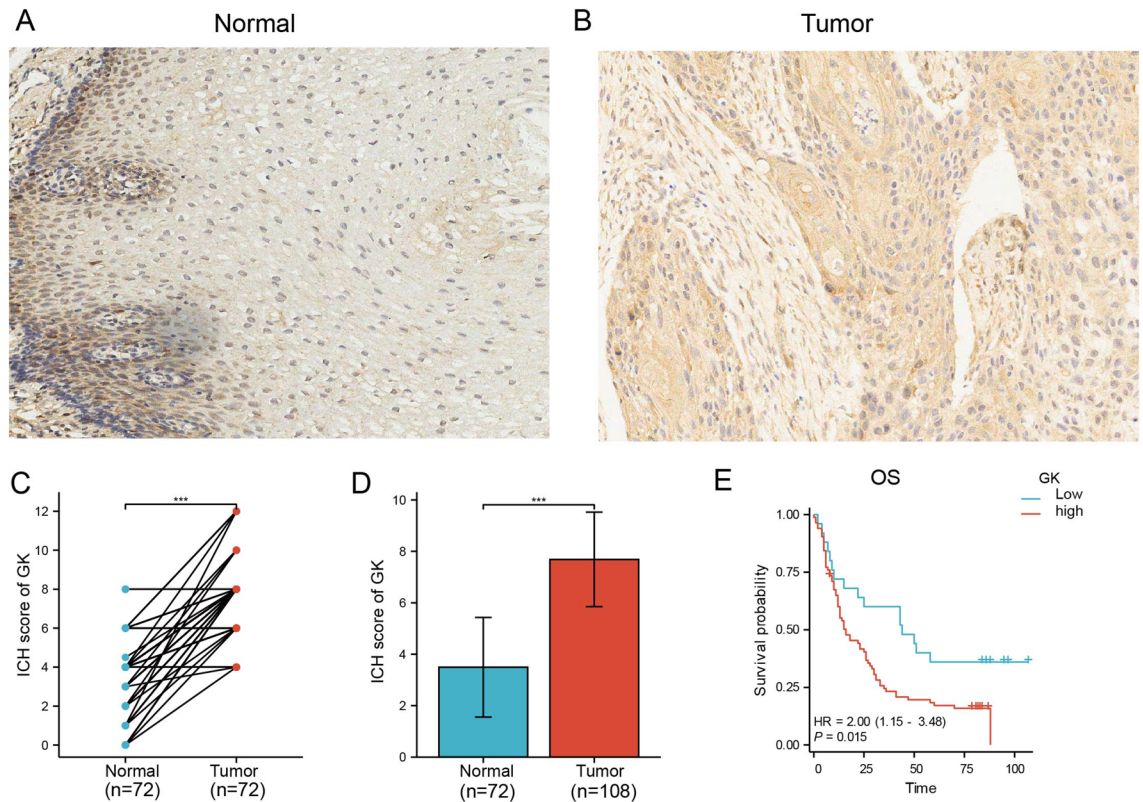 A
Normal
B
Tumor
C
ICH score of GK
12
10
8
6
4
2
0
***
Normal
(n=72)
Tumor
(n=72)
D
ICH score of GK
10
8
6
4
2
0
***
Normal
(n=72)
Tumor
(n=108)
E
OS
GK
Low
high
Survival probability
1.00
0.75
0.50
0.25
0.00
HR = 2.00 (1.15 - 3.48)
P = 0.015
0 25 50 75 100
Time